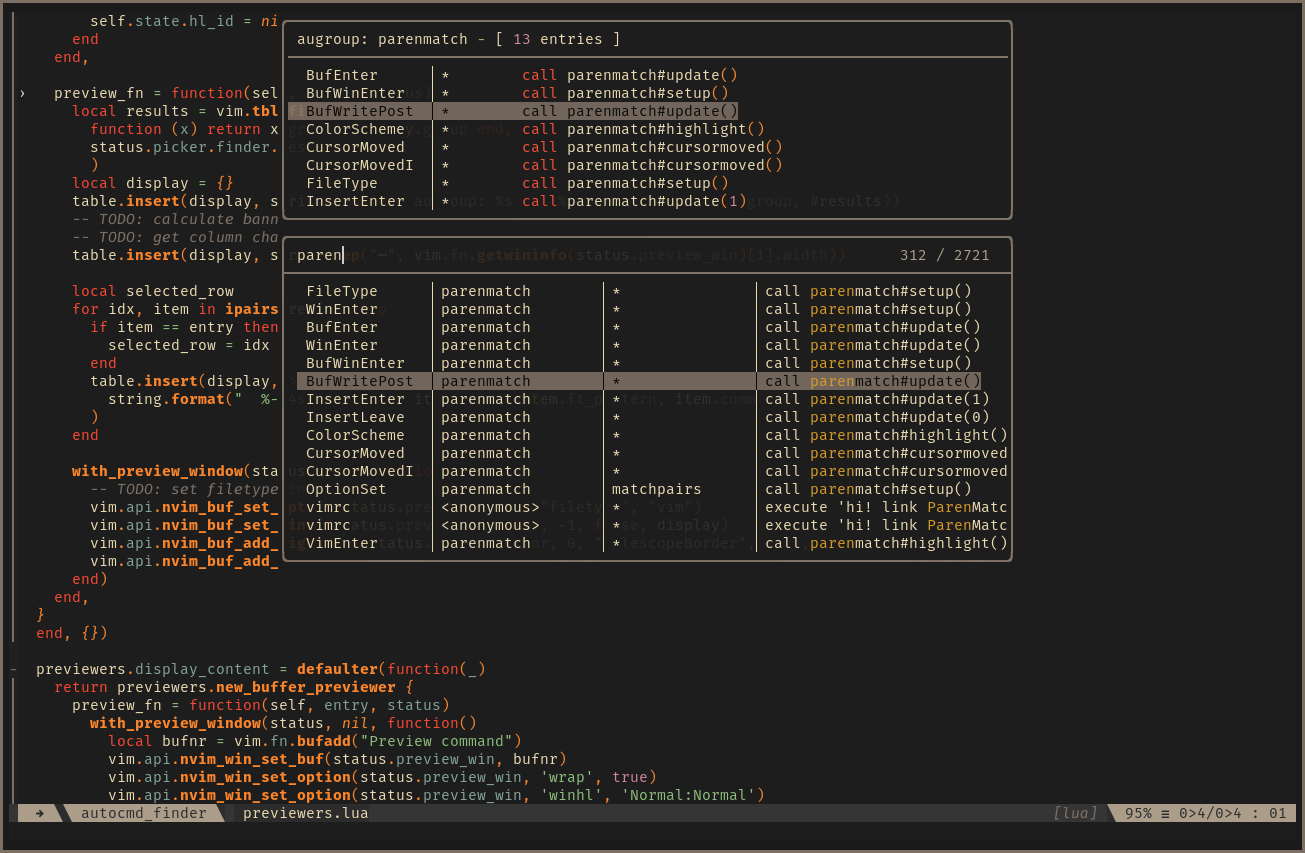 self.state.hl_id = ni
end
end,
› preview_fn = function(sel
local results = vim.tbl
function (x) return x
status.picker.finder.
)
local display = {}
table.insert(display, s
-- TODO: calculate bann
-- TODO: get column cha
table.insert(display, s
local selected_row
for idx, item in ipairs
if item == entry then
selected_row = idx
end
table.insert(display,
string.format("  %-
)
end
with_preview_window(sta
-- TODO: set filetype
vim.api.nvim_buf_set_
vim.api.nvim_buf_set_
vim.api.nvim_buf_add_
vim.api.nvim_buf_add_
end)
end,
}
end, {})
augroup: parenmatch - [ 13 entries ]
BufEnter │ * call parenmatch#update()
BufWinEnter │ * call parenmatch#setup()
BufWritePost │ * call parenmatch#update()
ColorScheme │ * call parenmatch#highlight()
CursorMoved │ * call parenmatch#cursormoved()
CursorMovedI │ * call parenmatch#cursormoved()
FileType │ * call parenmatch#setup()
InsertEnter │ * call parenmatch#update(1)
paren 312 / 2721
FileType │ parenmatch │ * │ call parenmatch#setup()
WinEnter │ parenmatch │ * │ call parenmatch#setup()
BufEnter │ parenmatch │ * │ call parenmatch#update()
WinEnter │ parenmatch │ * │ call parenmatch#update()
BufWinEnter │ parenmatch │ * │ call parenmatch#setup()
BufWritePost │ parenmatch │ * │ call parenmatch#update()
InsertEnter │ parenmatch │ * │ call parenmatch#update(1)
InsertLeave │ parenmatch │ * │ call parenmatch#update(0)
ColorScheme │ parenmatch │ * │ call parenmatch#highlight()
CursorMoved │ parenmatch │ * │ call parenmatch#cursormoved
CursorMovedI │ parenmatch │ * │ call parenmatch#cursormoved
OptionSet │ parenmatch │ matchpairs │ call parenmatch#setup()
vimrc │ <anonymous> │ * │ execute 'hi! link ParenMatc
vimrc │ <anonymous> │ * │ execute 'hi! link ParenMatc
VimEnter │ parenmatch │ * │ call parenmatch#highlight()
previewers.display_content = defaulter(function(_)
return previewers.new_buffer_previewer {
preview_fn = function(self, entry, status)
with_preview_window(status, nil, function()
local bufnr = vim.fn.bufadd("Preview command")
vim.api.nvim_win_set_buf(status.preview_win, bufnr)
vim.api.nvim_win_set_option(status.preview_win, 'wrap', true)
vim.api.nvim_win_set_option(status.preview_win, 'winhl', 'Normal:Normal')
➜ autocmd_finder previewers.lua [lua] 95% ≡ 0>4/0>4 : 01